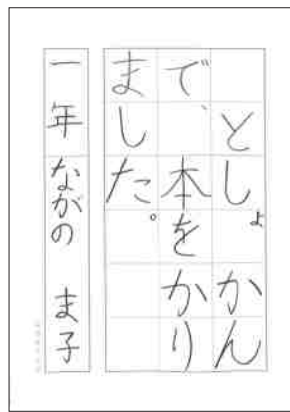 としょかん
で、本をかり
ました。
一年 ながの ま子